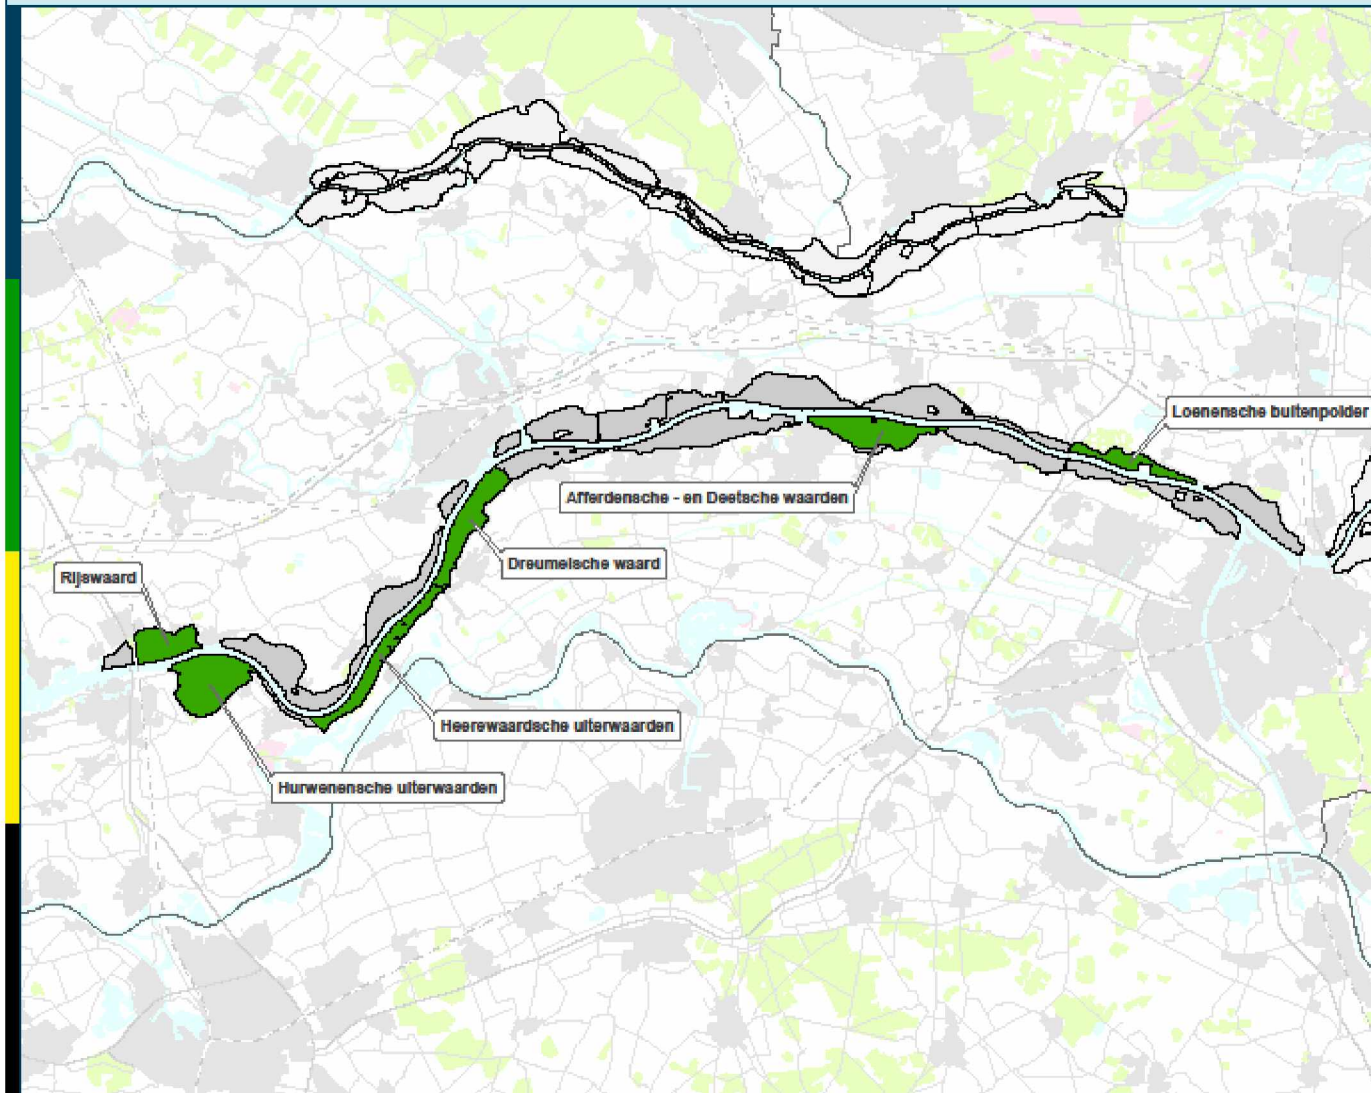 Loenensche buitenpolder
Afferdensche - en Deetsche waarden
Dreumelsche waard
Rijswaard
Heerewaardsche uiterwaarden
Hurwenensche uiterwaarden